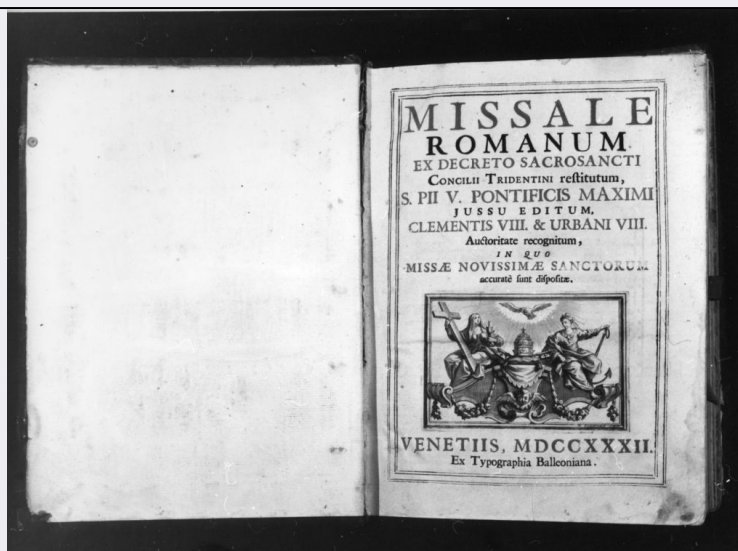 MISSALE
ROMANUM.
EX DECRETO SACROSANCTI
CONCILII TRIDENTINI reſtitutum,
S. PII V. PONTIFICIS MAXIMI
JUSSU EDITUM,
CLEMENTIS VIII. & URBANI VIII.
Auctoritate recognitum,
IN QUO
MISSÆ NOVISSIMÆ SANCTORUM
accuratè ſunt diſpoſitæ.
VENETIIS, MDCCXXXII.
Ex Typographia Balleoniana.